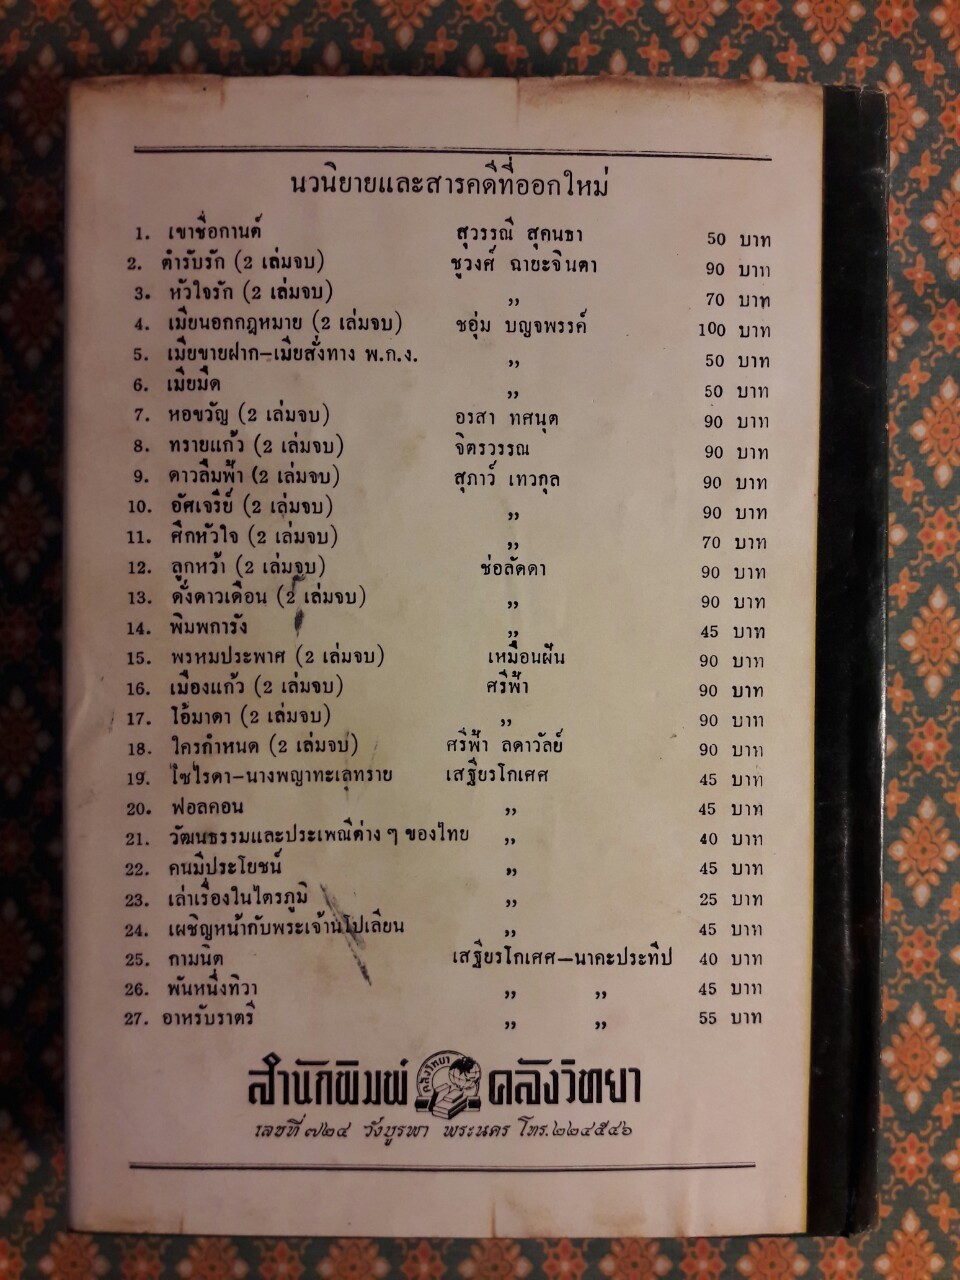 นวนิยายและสารคดีที่ออกใหม่
1. เขาชื่อกานต์ สุวรรณี สุคนธา 50 บาท
2. ตำรับรัก (2 เล่มจบ) ชูวงศ์ ฉายะจินดา 90 บาท
3. หัวใจรัก (2 เล่มจบ) ,, 70 บาท
4. เมียนอกกฎหมาย (2 เล่มจบ) ชอุ่ม บญจพรรค์ 100 บาท
5. เมียขายฝาก–เมียสั่งทาง พ.ก.ง. ,, 50 บาท
6. เมียมืด ,, 50 บาท
7. หอขวัญ (2 เล่มจบ) อรสา ทศนุต 90 บาท
8. ทรายแก้ว (2 เล่มจบ) จิตรวรรณ 90 บาท
9. ดาวลืมฟ้า (2 เล่มจบ) สุภาว์ เทวกุล 90 บาท
10. อัศเจรีย์ (2 เล่มจบ) ,, 90 บาท
11. ศึกหัวใจ (2 เล่มจบ) ,, 70 บาท
12. ลูกหว้า (2 เล่มจบ) ช่อลัดดา 90 บาท
13. ดั่งดาวเดือน (2 เล่มจบ) ,, 90 บาท
14. พิมพการัง ,, 45 บาท
15. พรหมประพาศ (2 เล่มจบ) เหมือนฝัน 90 บาท
16. เมืองแก้ว (2 เล่มจบ) ศรีฟ้า 90 บาท
17. โอ้มาดา (2 เล่มจบ) ,, 90 บาท
18. ใครกำหนด (2 เล่มจบ) ศรีฟ้า ลดาวัลย์ 90 บาท
19. ไซไรดา–นางพญาทะเลทราย เสฐียรโกเศศ 45 บาท
20. ฟอลคอน ,, 45 บาท
21. วัฒนธรรมและประเพณีต่าง ๆ ของไทย ,, 40 บาท
22. คนมีประโยชน์ ,, 45 บาท
23. เล่าเรื่องในไตรภูมิ ,, 25 บาท
24. เผชิญหน้ากับพระเจ้านโปเลียน ,, 45 บาท
25. กามนิต เสฐียรโกเศศ–นาคะประทีป 40 บาท
26. พันหนึ่งทิวา ,, ,, 45 บาท
27. อาหรับราตรี ,, ,, 55 บาท
สำนักพิมพ์ คลังวิทยา คลังวิทยา
เลขที่ ๗๒๔ วังบูรพา พระนคร โทร. ๒๒๔๕๔๖